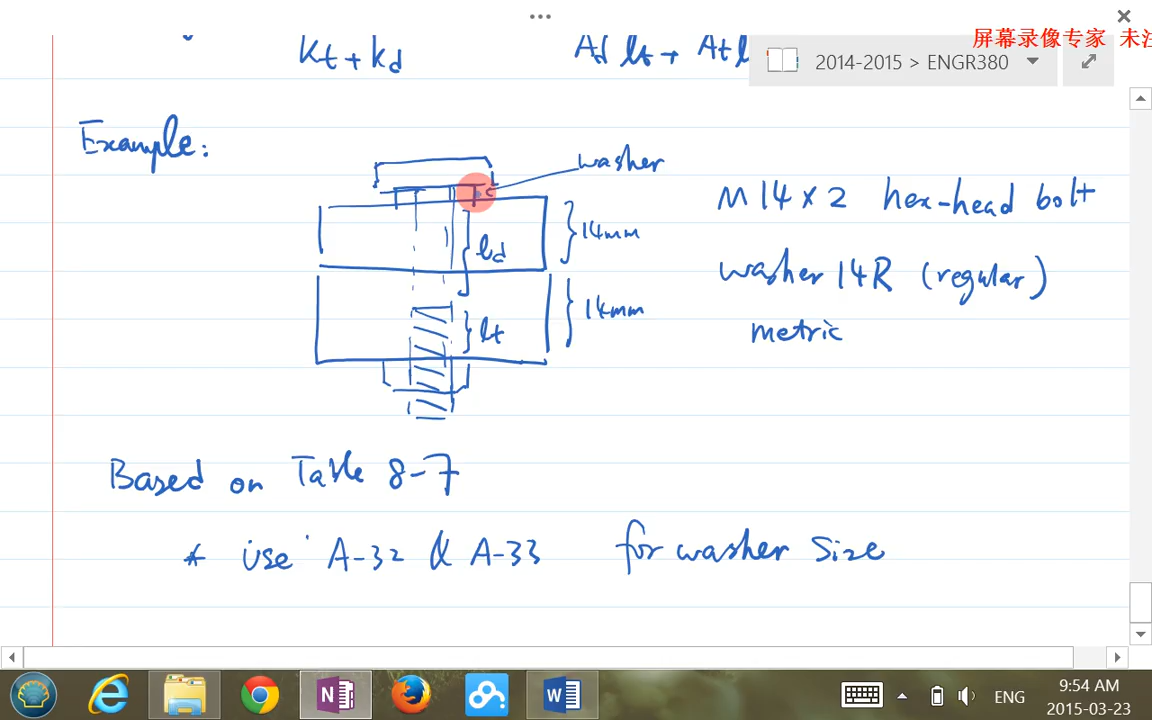 屏幕录像专家 未
Kt + kd
Ad lt + At l
2014-2015 > ENGR380
Example:
washer
14mm
ld
14mm
lt
M 14 x 2 hex-head bolt
washer 14R (regular)
metric
Based on Table 8-7
* use A-32 & A-33 for washer Size
ENG
9:54 AM
2015-03-23